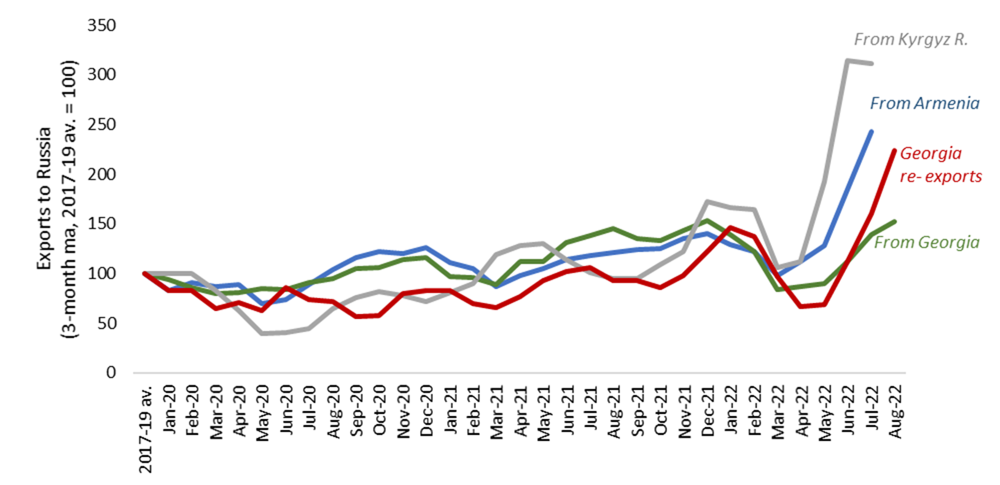 Exports to Russia
(3-month ma, 2017-19 av. = 100)
350
300
250
200
150
100
50
0
From Kyrgyz R.
From Armenia
Georgia
re- exports
From Georgia
2017-19 av.
Jan-20
Feb-20
Mar-20
Apr-20
May-20
Jun-20
Jul-20
Aug-20
Sep-20
Oct-20
Nov-20
Dec-20
Jan-21
Feb-21
Mar-21
Apr-21
May-21
Jun-21
Jul-21
Aug-21
Sep-21
Oct-21
Nov-21
Dec-21
Jan-22
Feb-22
Mar-22
Apr-22
May-22
Jun-22
Jul-22
Aug-22